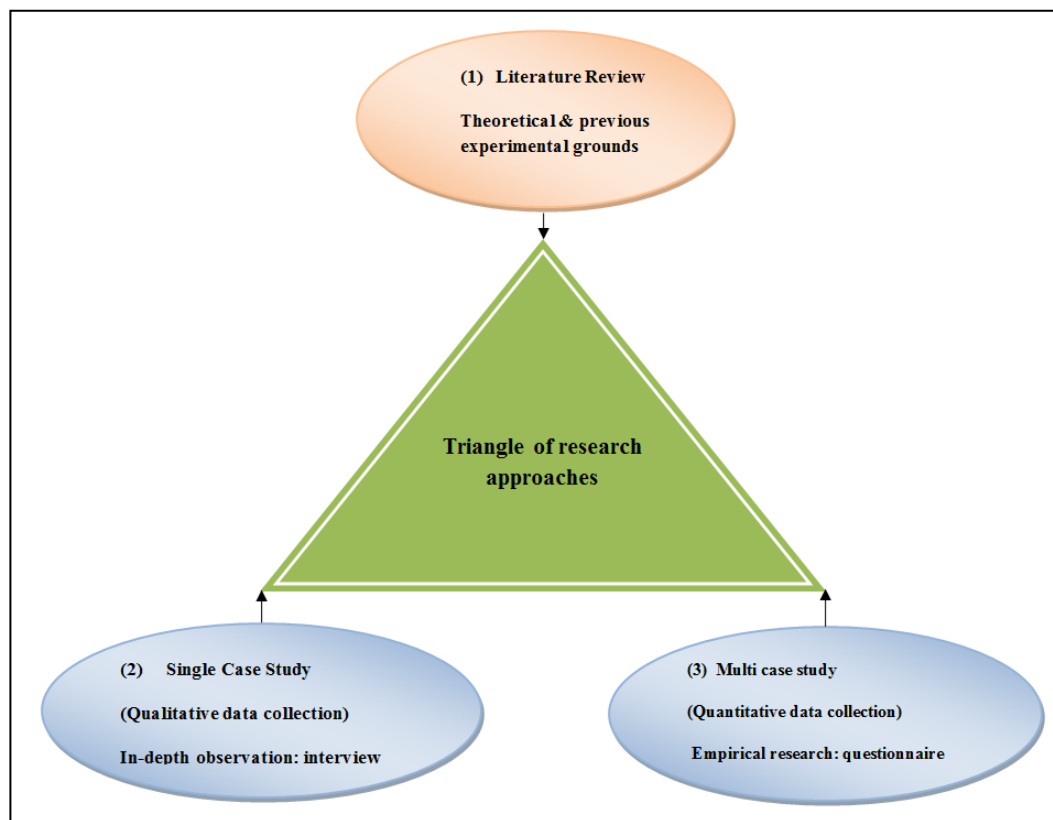 (1) Literature Review
Theoretical & previous
experimental grounds
Triangle of research
approaches
(2) Single Case Study
(Qualitative data collection)
In-depth observation: interview
(3) Multi case study
(Quantitative data collection)
Empirical research: questionnaire